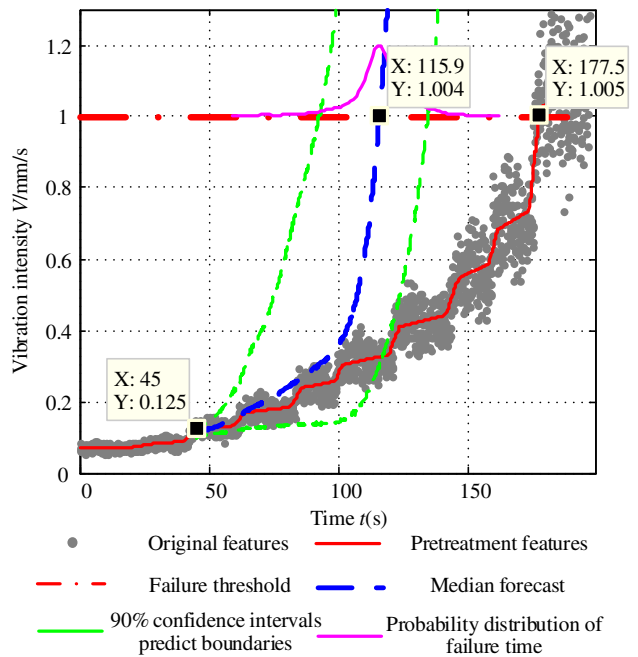 1.2
1
0.8
0.6
0.4
0.2
0
Vibration intensity V/mm/s
X: 115.9
Y: 1.004
X: 177.5
Y: 1.005
X: 45
Y: 0.125
0 50 100 150
Time t(s)
Original features
Pretreatment features
Failure threshold
Median forecast
90% confidence intervals
predict boundaries
Probability distribution of
failure time